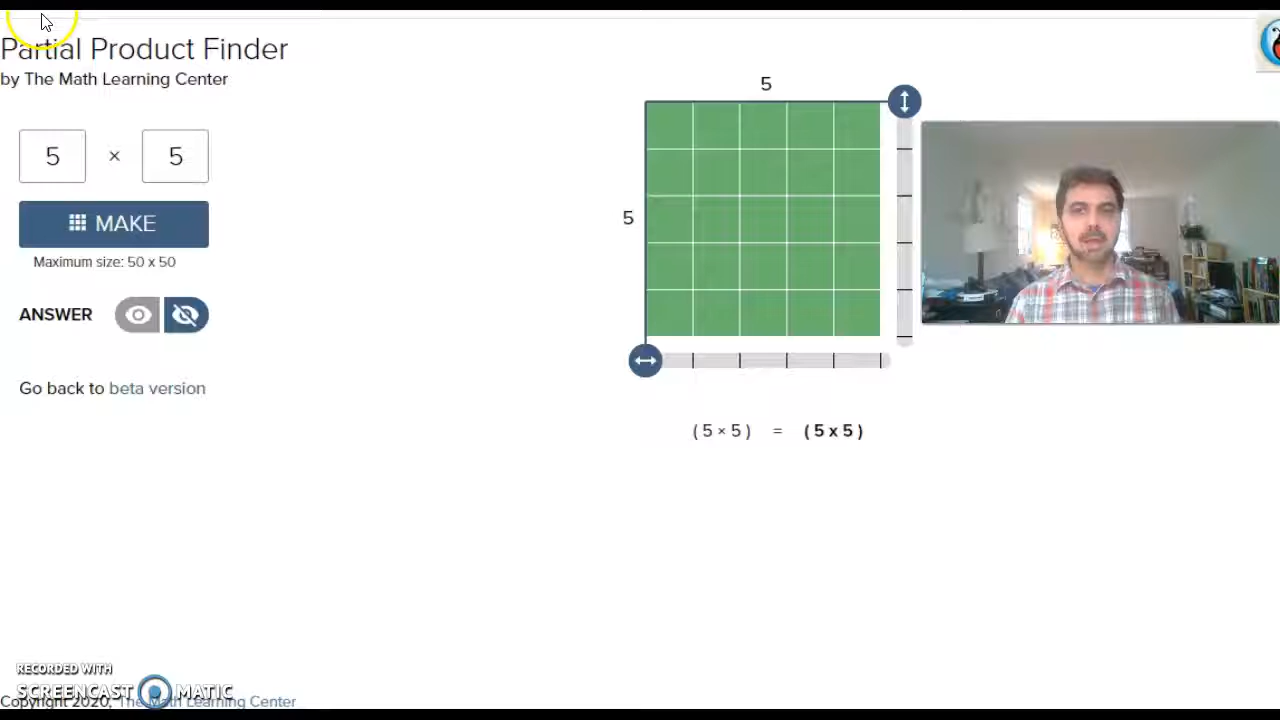 Partial Product Finder
by The Math Learning Center
5
5 × 5
MAKE
5
Maximum size: 50 x 50
ANSWER
Go back to beta version
( 5 × 5 ) = ( 5 x 5 )
RECORDED WITH
SCREENCAST MATIC
Copyright 2020, The Math Learning Center